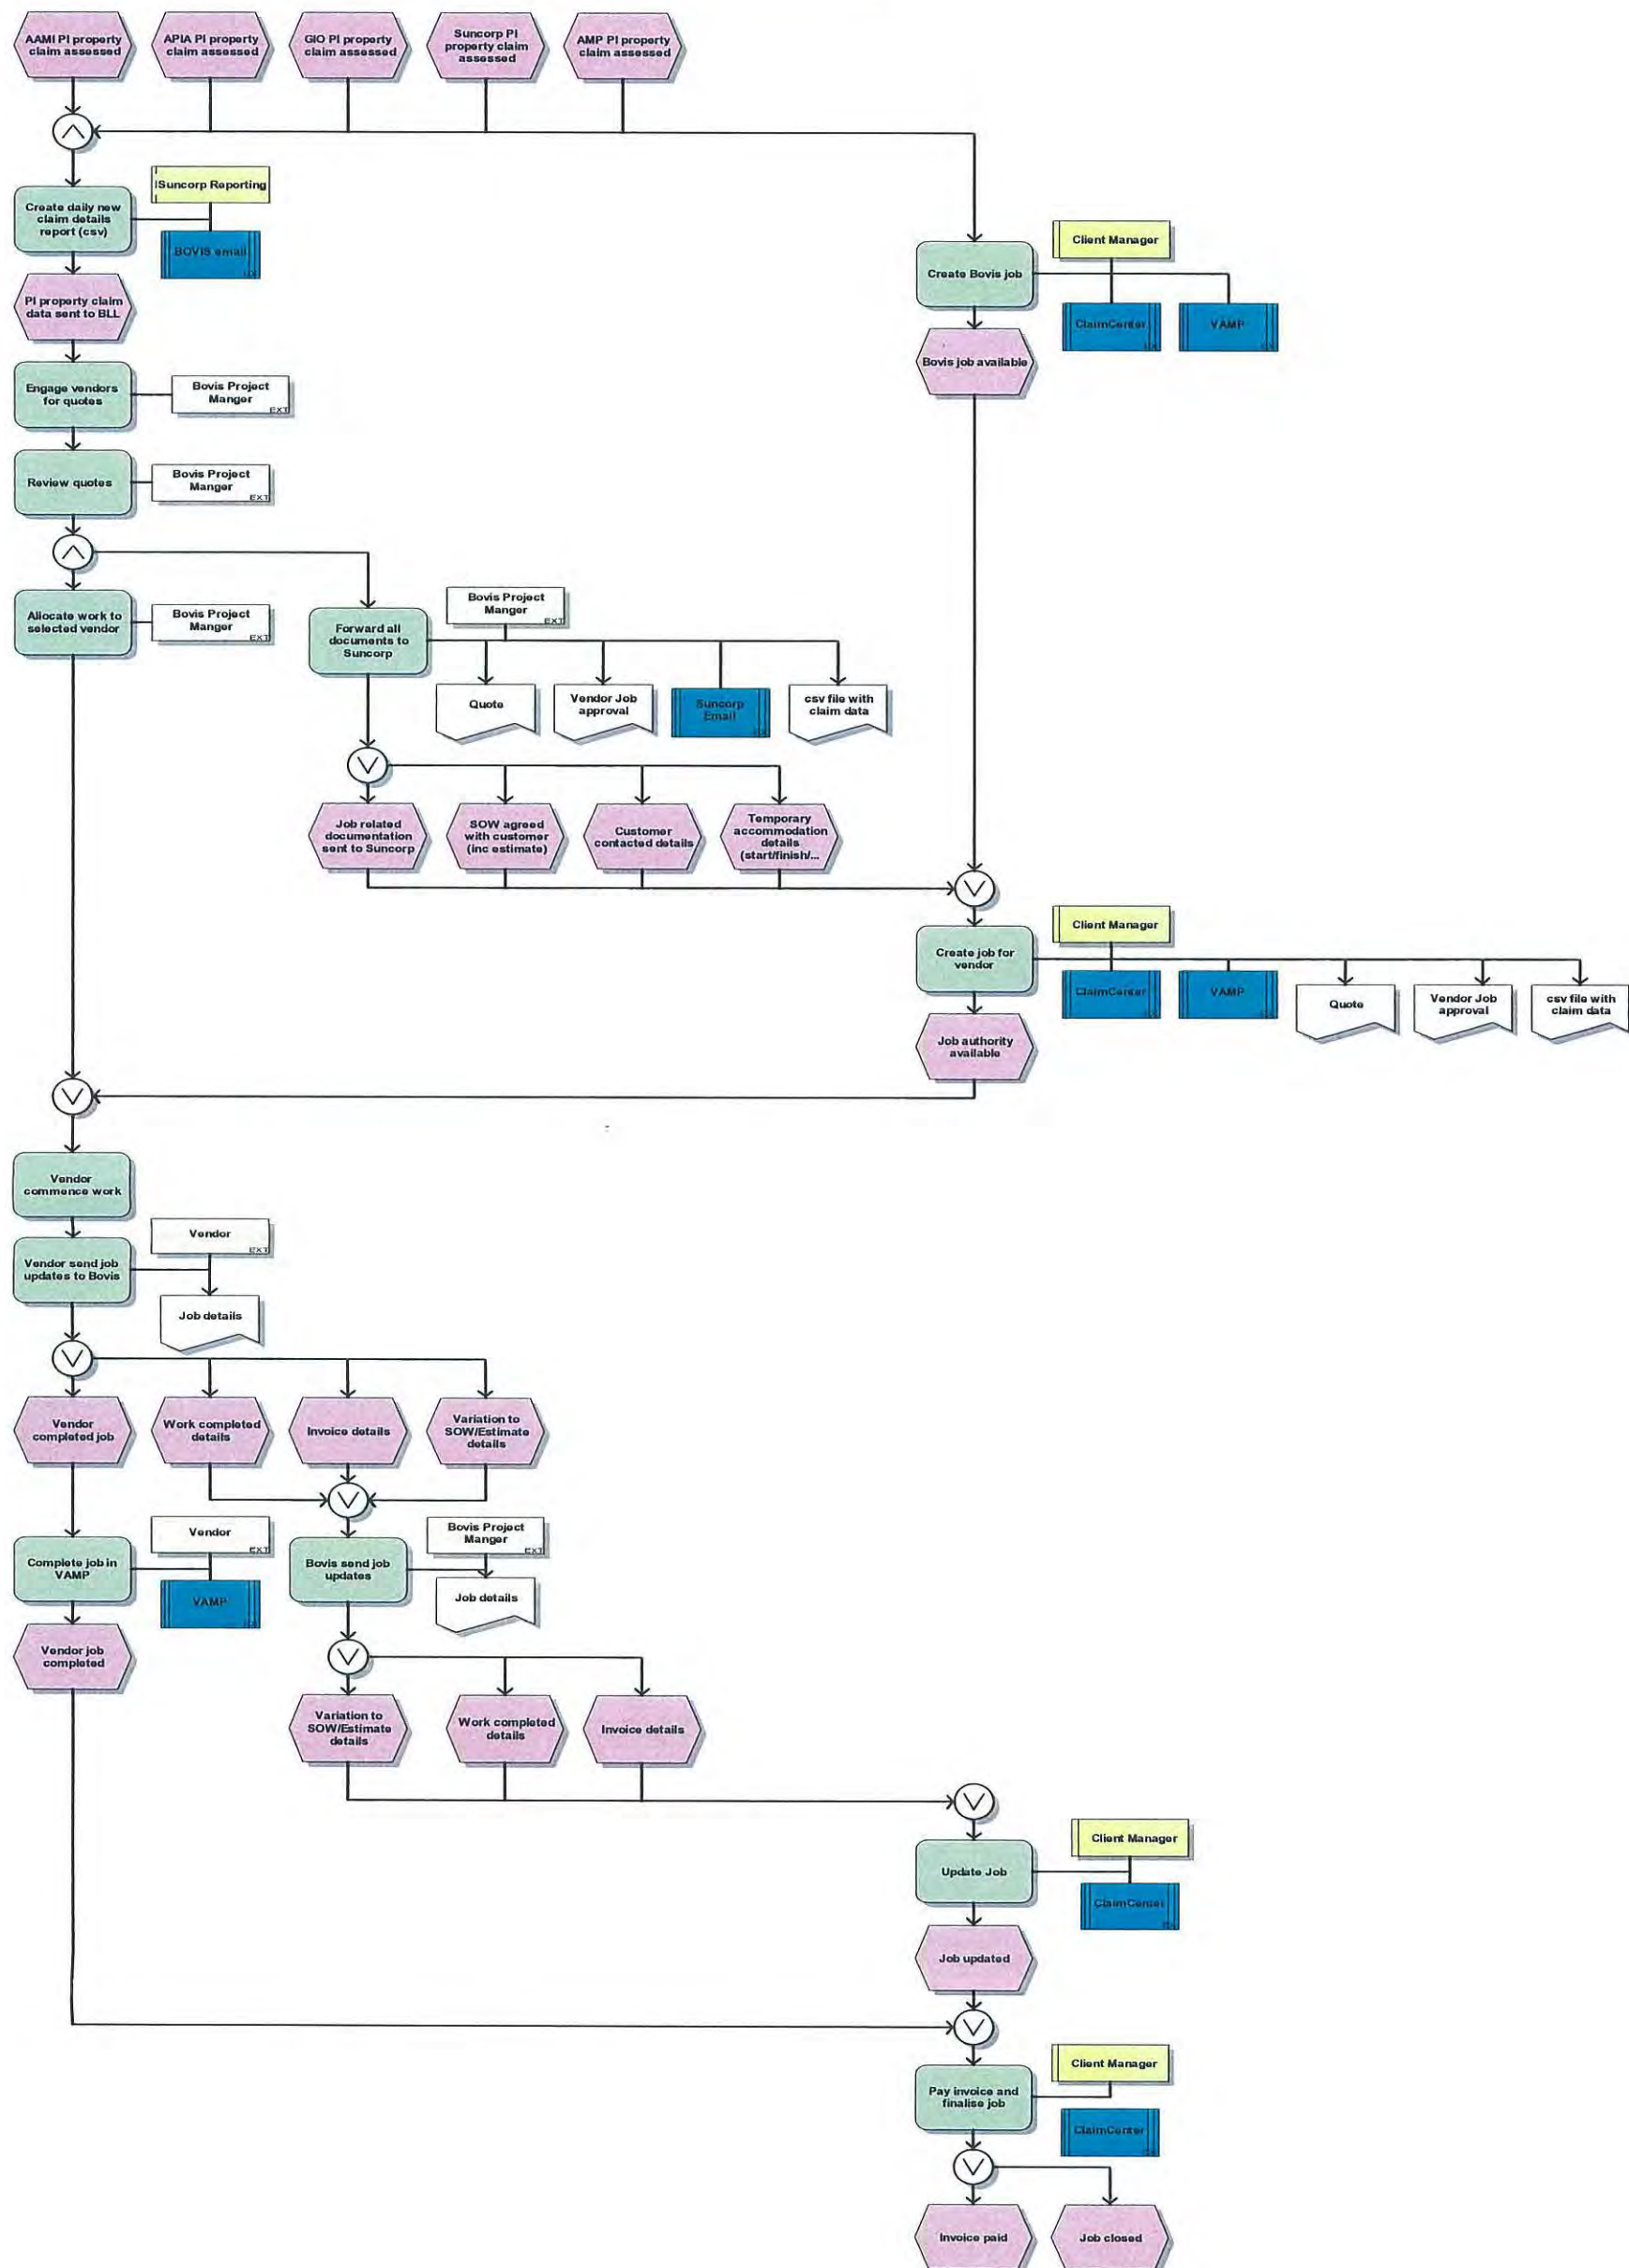 AAMI PI property
claim assessed
APIA PI property
claim assessed
GIO PI property
claim assessed
Suncorp PI
property claim
assessed
AMP PI property
claim assessed
Create daily new
claim details
report (csv)
Suncorp Reporting
BOVIS email
PI property claim
data sent to BLL
Create Bovis job
Client Manager
ClaimCenter
VAMP
Bovis job available
Engage vendors
for quotes
Bovis Project
Manger
EXT
Review quotes
Bovis Project
Manger
EXT
Allocate work to
selected vendor
Bovis Project
Manger
EXT
Forward all
documents to
Suncorp
Bovis Project
Manger
EXT
Quote
Vendor Job
approval
Suncorp
Email
csv file with
claim data
Job related
documentation
sent to Suncorp
SOW agreed
with customer
(inc estimate)
Customer
contacted details
Temporary
accommodation
details
(start/finish/...
Create job for
vendor
Client Manager
ClaimCenter
VAMP
Quote
Vendor Job
approval
csv file with
claim data
Job authority
available
Vendor
commence work
Vendor send job
updates to Bovis
Vendor
EXT
Job details
Vendor
completed job
Work completed
details
Invoice details
Variation to
SOW/Estimate
details
Complete job in
VAMP
Vendor
EXT
VAMP
Bovis send job
updates
Bovis Project
Manger
EXT
Job details
Vendor job
completed
Variation to
SOW/Estimate
details
Work completed
details
Invoice details
Update Job
Client Manager
ClaimCenter
Job updated
Pay invoice and
finalise job
Client Manager
ClaimCenter
Invoice paid
Job closed